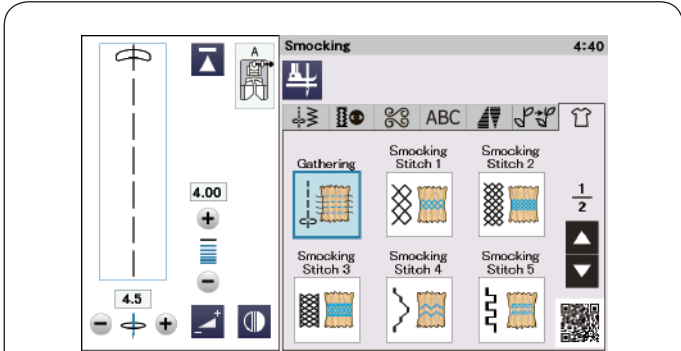 A
Smocking
4:40
ABC
Gathering
Smocking
Stitch 1
Smocking
Stitch 2
1
2
4.00
Smocking
Stitch 3
Smocking
Stitch 4
Smocking
Stitch 5
4.5